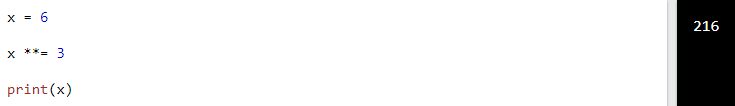 x = 6
x **= 3
print(x)
216